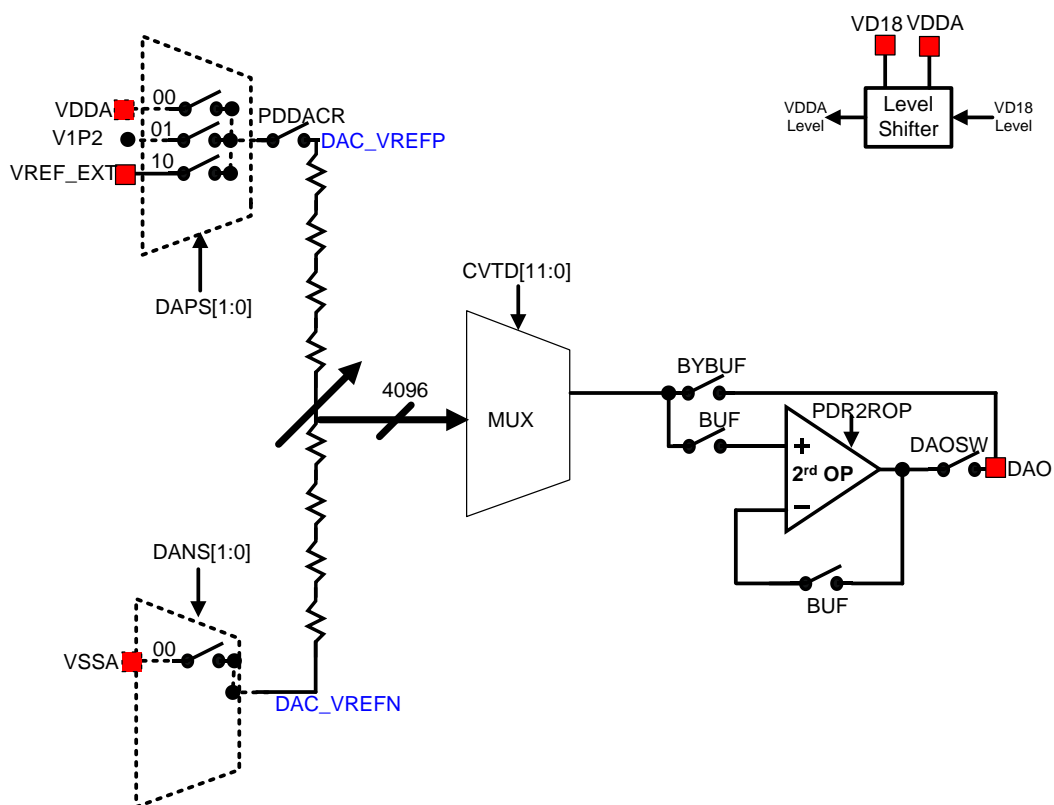 VD18
VDDA
VDDA
Level
Level
Shifter
VD18
Level
VDDA
00
V1P2
01
VREF_EXT
10
PDDACR
DAC_VREFP
DAPS[1:0]
CVTD[11:0]
4096
MUX
BYBUF
BUF
PDR2ROP
+
2rd OP
−
DAOSW
DAO
BUF
DANS[1:0]
VSSA
00
DAC_VREFN